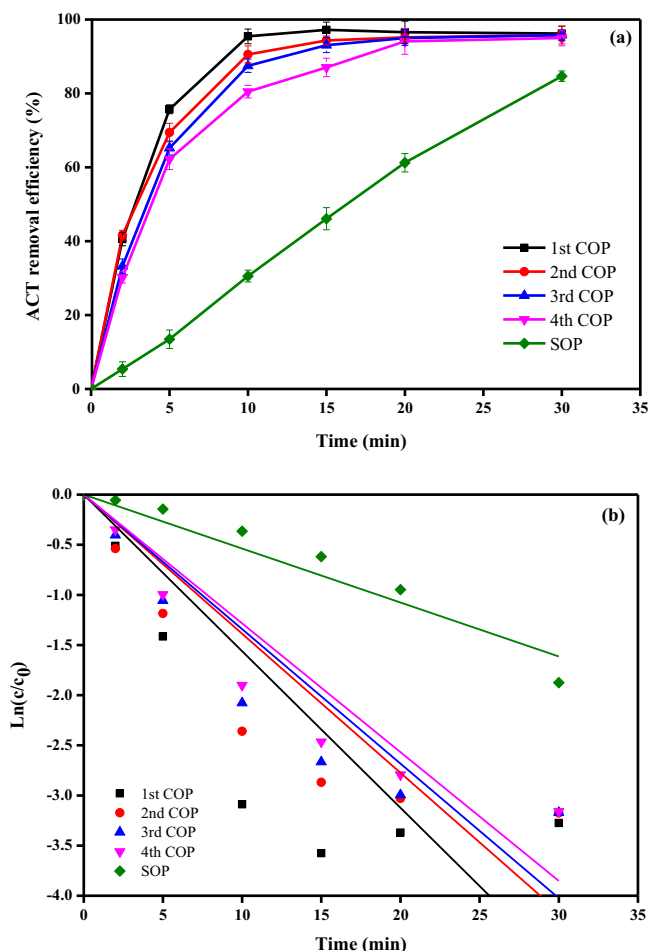 100
(a)
80
60
40
20
0
ACT removal efficiency (%)
1st COP
2nd COP
3rd COP
4th COP
SOP
0 5 10 15 20 25 30 35
Time (min)
0.0
(b)
-0.5
-1.0
-1.5
-2.0
-2.5
-3.0
-3.5
-4.0
Ln(c/c0)
1st COP
2nd COP
3rd COP
4th COP
SOP
0 5 10 15 20 25 30 35
Time (min)